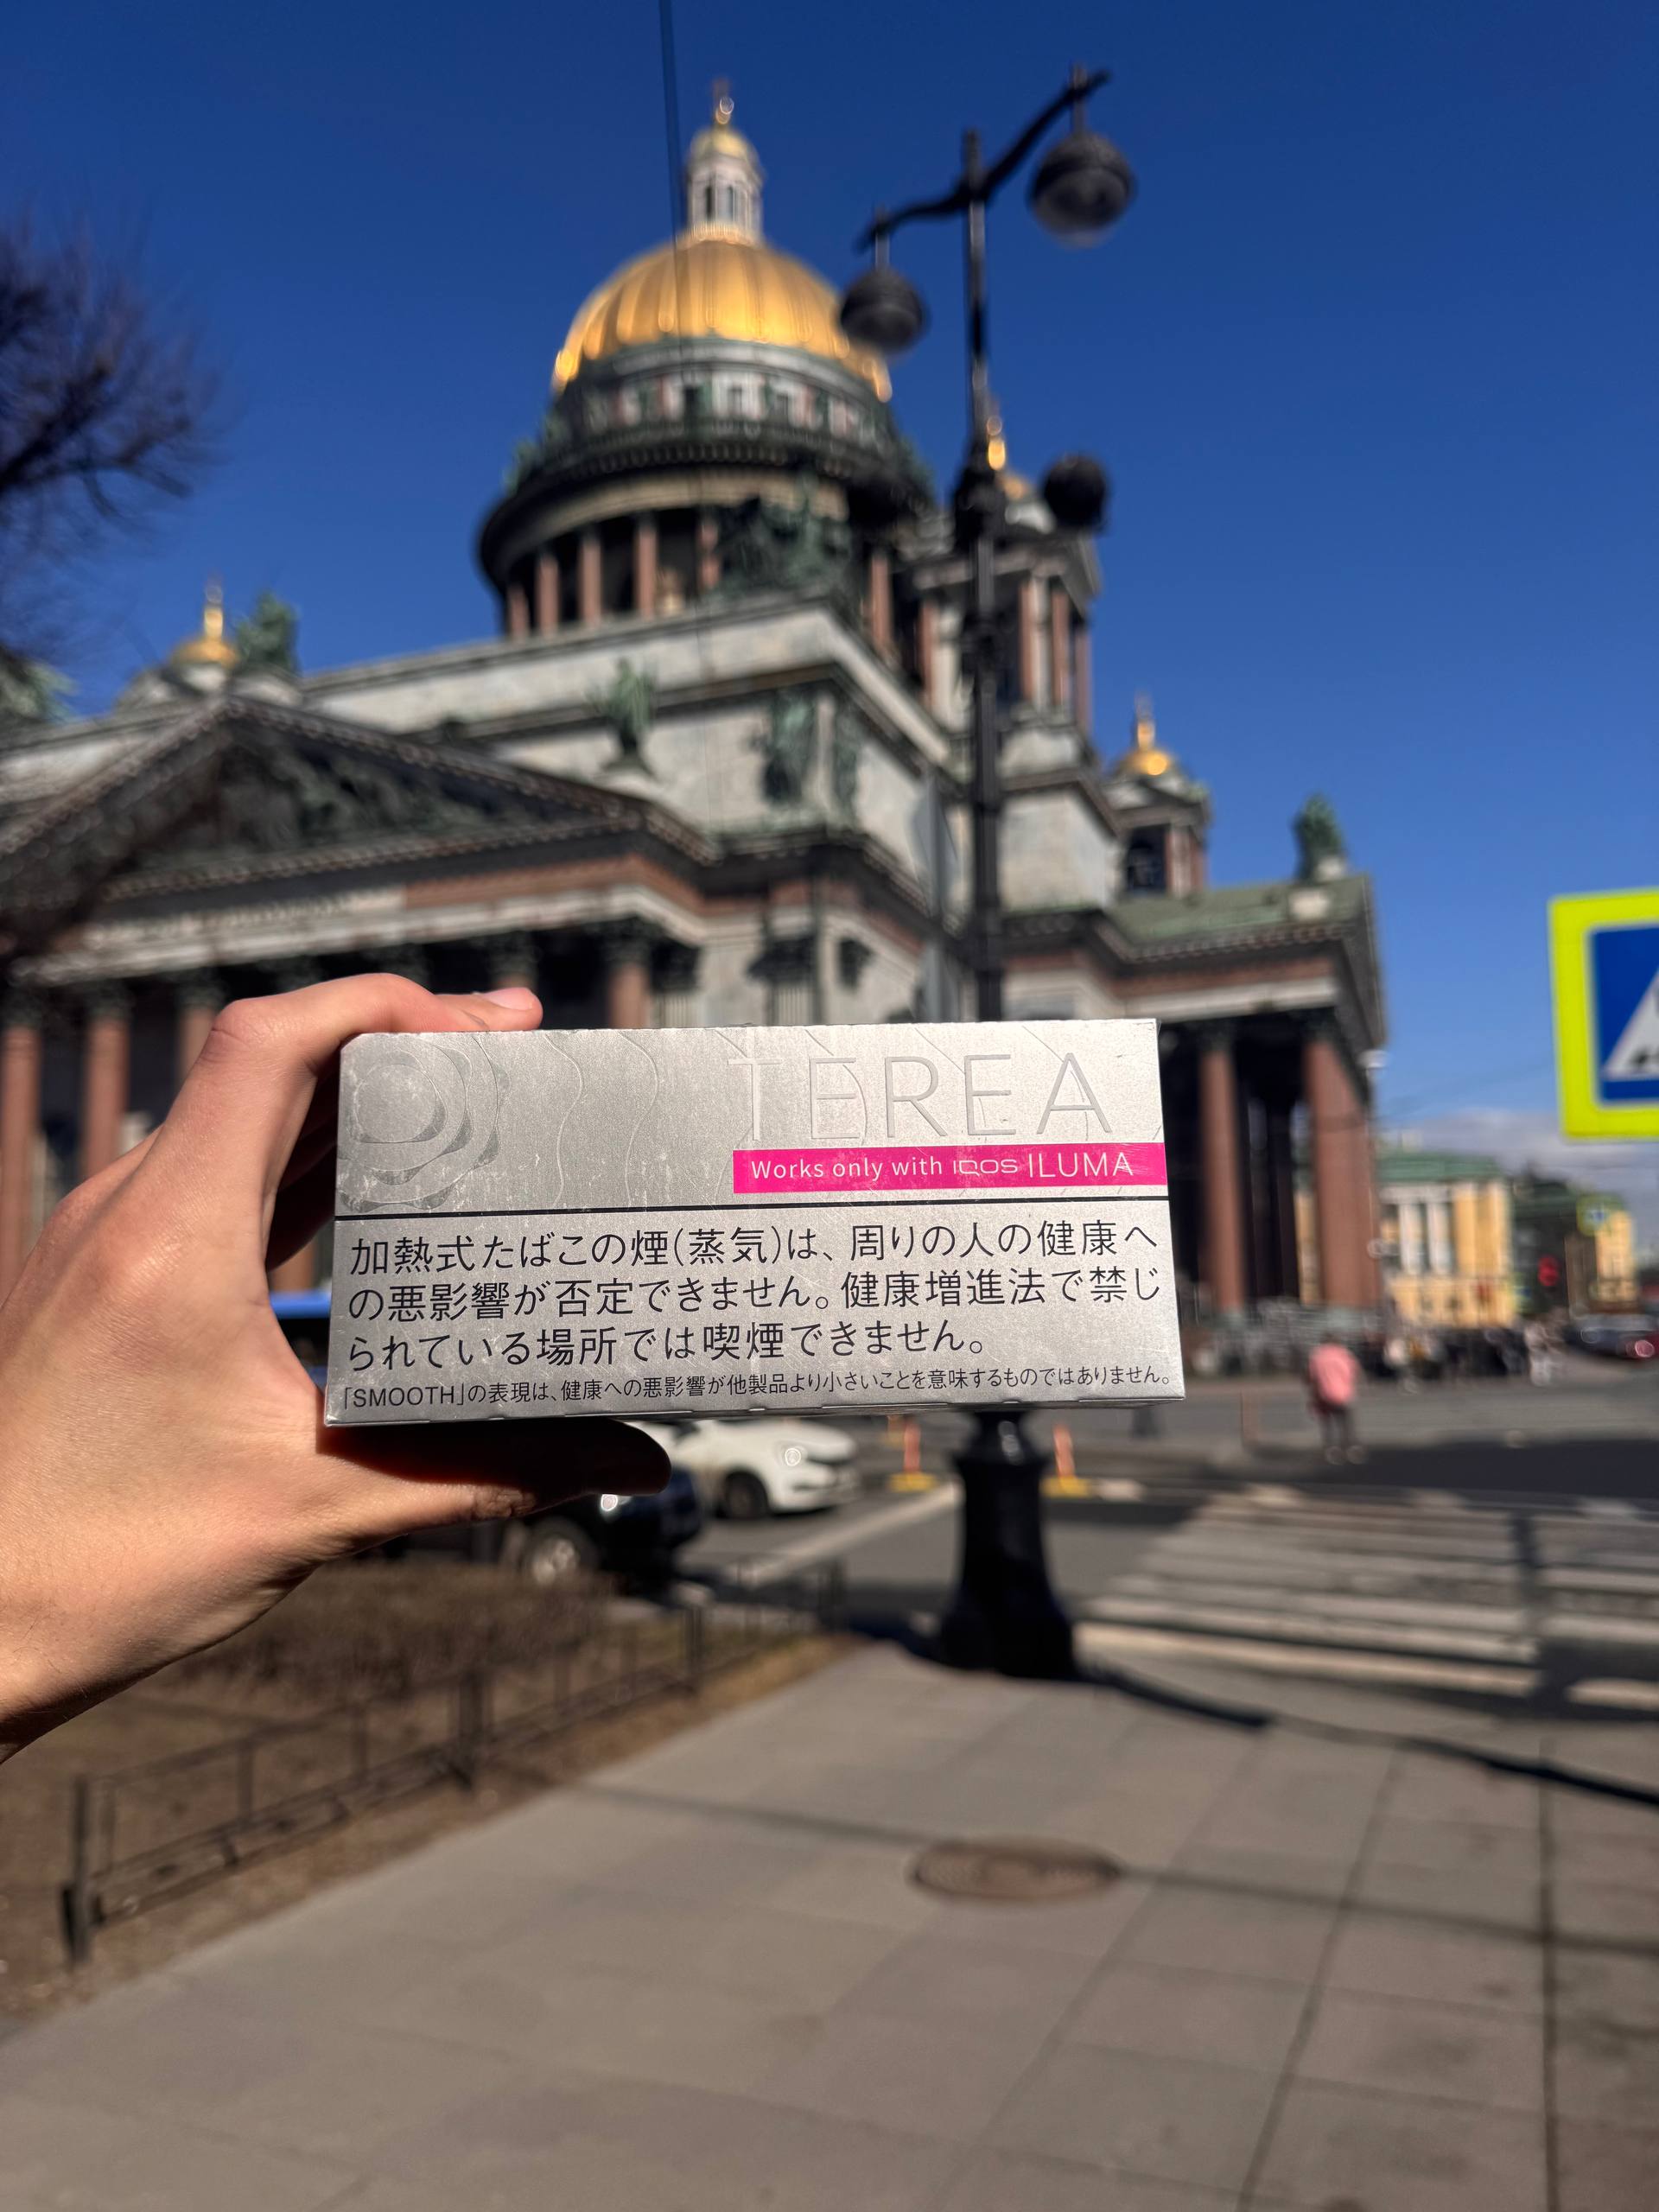 TEREA
Works only with IQOS ILUMA
加熱式たばこの煙(蒸気)は、周りの人の健康へ
の悪影響が否定できません。健康増進法で禁じ
られている場所では喫煙できません。
「SMOOTH」の表現は、健康への悪影響が他製品より小さいことを意味するものではありません。